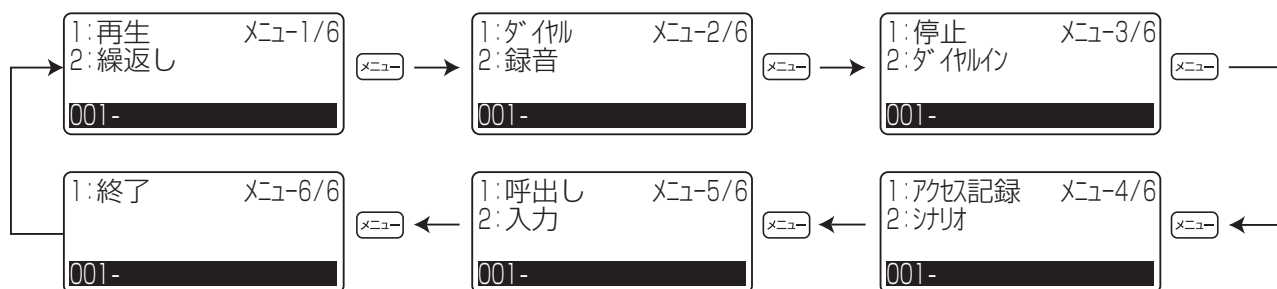 1:再生 メニュー1/6
2:繰返し
001-
メニュー
1:ダイヤル メニュー2/6
2:録音
001-
メニュー
1:停止 メニュー3/6
2:ダイヤルイン
001-
メニュー
1:アクセス記録 メニュー4/6
2:シナリオ
001-
メニュー
1:呼出し メニュー5/6
2:入力
001-
メニュー
1:終了 メニュー6/6
001-
メニュー